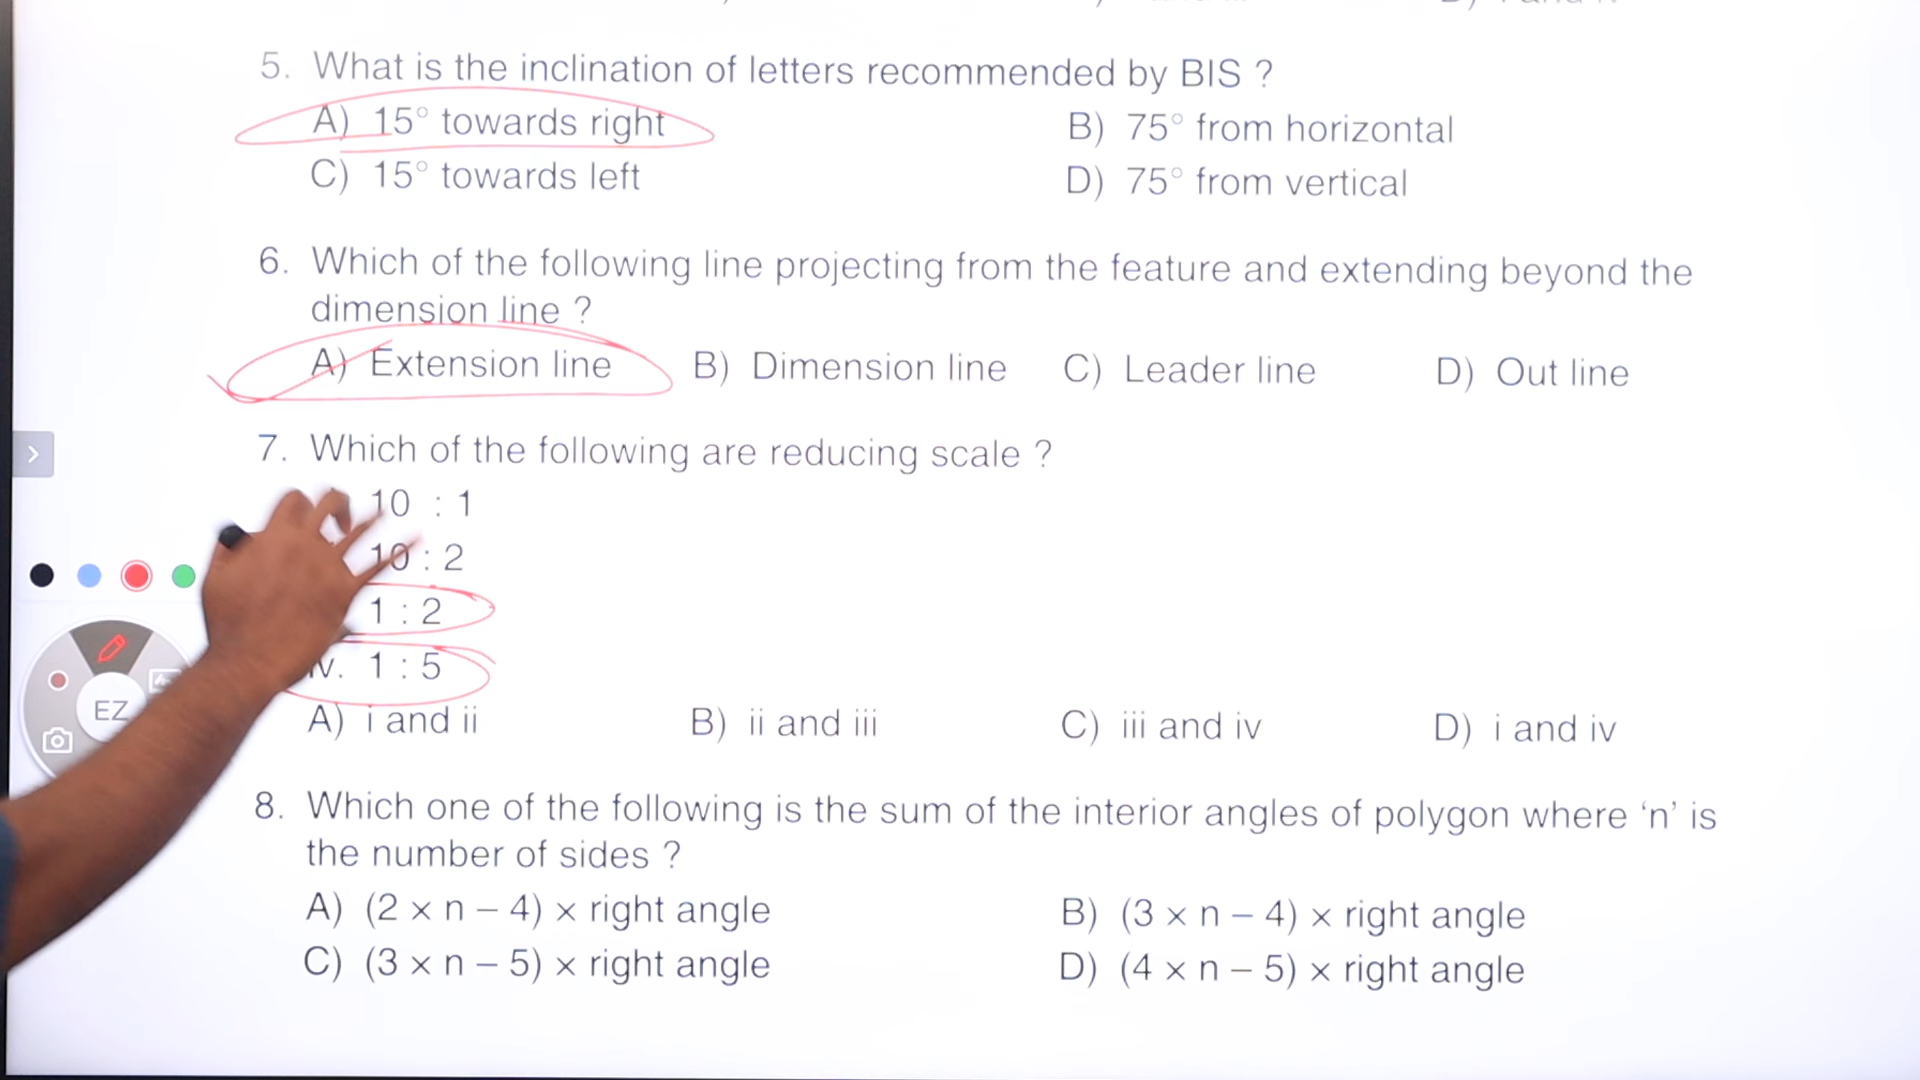 5. What is the inclination of letters recommended by BIS ?
A) 15° towards right B) 75° from horizontal
C) 15° towards left D) 75° from vertical
6. Which of the following line projecting from the feature and extending beyond the
dimension line ?
A) Extension line B) Dimension line C) Leader line D) Out line
7. Which of the following are reducing scale ?
10 : 1
10 : 2
1 : 2
iv. 1 : 5
EZ
A) i and ii B) ii and iii C) iii and iv D) i and iv
8. Which one of the following is the sum of the interior angles of polygon where ‘n’ is
the number of sides ?
A) (2 × n – 4) × right angle B) (3 × n – 4) × right angle
C) (3 × n – 5) × right angle D) (4 × n – 5) × right angle